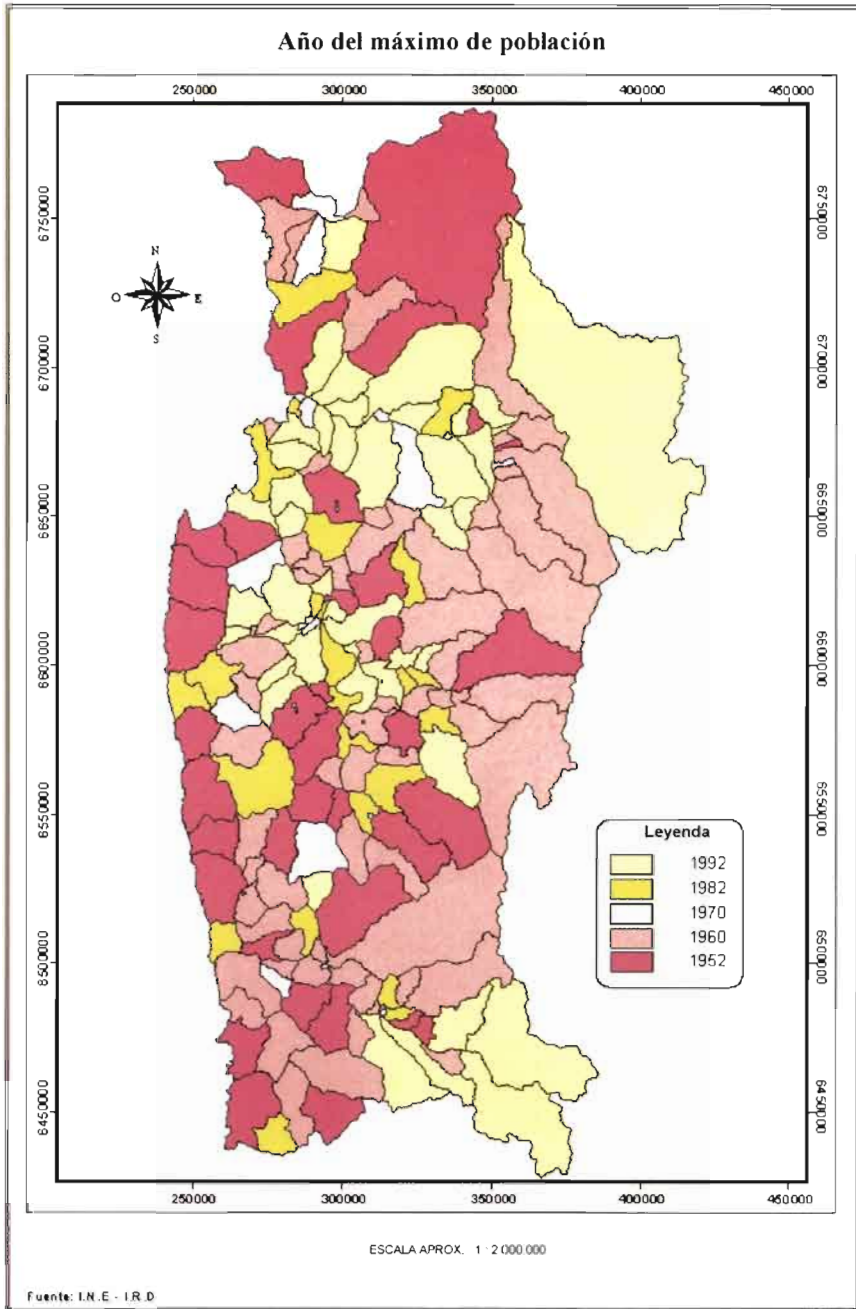 Año del máximo de población
250000 300000 350000 400000 450000
6750000 6750000
N
O E
S
6700000 6700000
6650000 6650000
6600000 6600000
6550000 6550000
Leyenda
1992
1982
1970
1960
1952
6500000 6500000
6450000 6450000
250000 300000 350000 400000 450000
ESCALA APROX. 1 : 2 000 000
Fuente: I.N.E - I.R.D